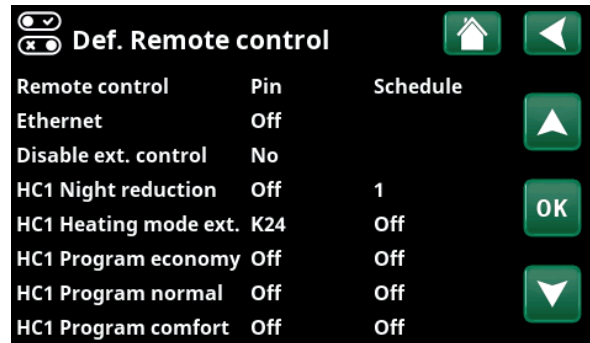 Def. Remote control
Remote control Pin Schedule
Ethernet Off
Disable ext. control No
HC1 Night reduction Off 1
HC1 Heating mode ext. K24 Off
HC1 Program economy Off Off
HC1 Program normal Off Off
HC1 Program comfort Off Off
OK